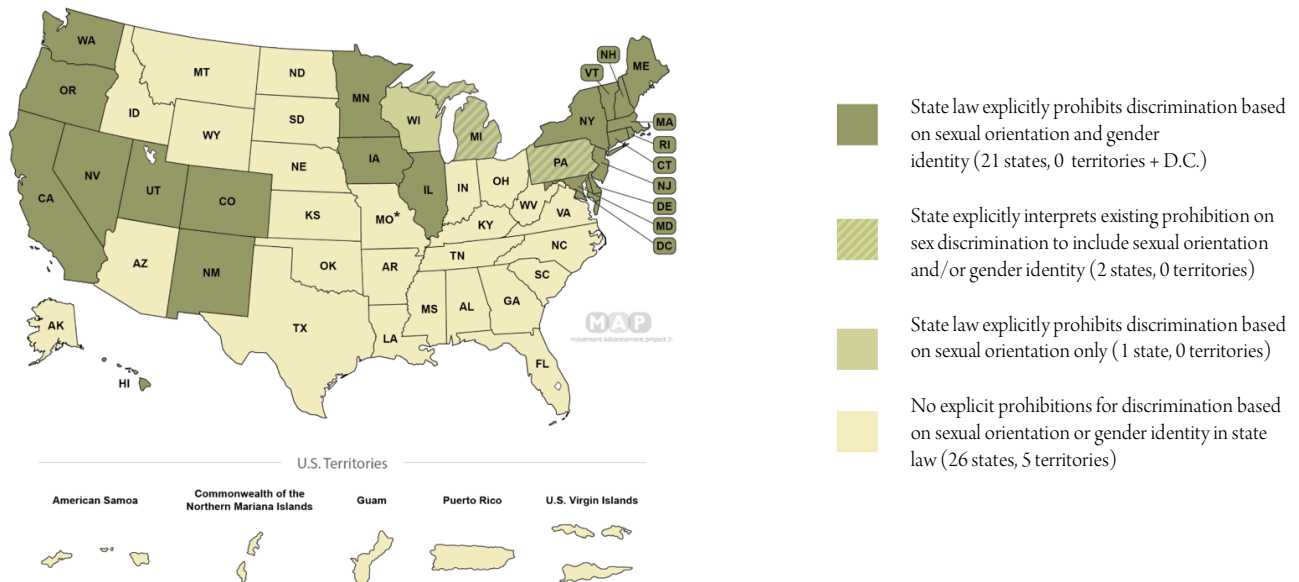 WA
MT
ND
MN
OR
ID
WY
SD
WI
MI
NH
VT
ME
NY
MA
RI
CT
NJ
DE
MD
DC
PA
NE
IA
NV
UT
CO
CA
IL
IN
OH
WV
VA
KS
MO*
KY
NC
TN
SC
AZ
NM
OK
AR
MS
AL
GA
TX
LA
FL
AK
HI
MAP
movement advancement project
State law explicitly prohibits discrimination based
on sexual orientation and gender
identity (21 states, 0 territories + D.C.)
State explicitly interprets existing prohibition on
sex discrimination to include sexual orientation
and/or gender identity (2 states, 0 territories)
State law explicitly prohibits discrimination based
on sexual orientation only (1 state, 0 territories)
No explicit prohibitions for discrimination based
on sexual orientation or gender identity in state
law (26 states, 5 territories)
U.S. Territories
American Samoa
Commonwealth of the
Northern Mariana Islands
Guam
Puerto Rico
U.S. Virgin Islands